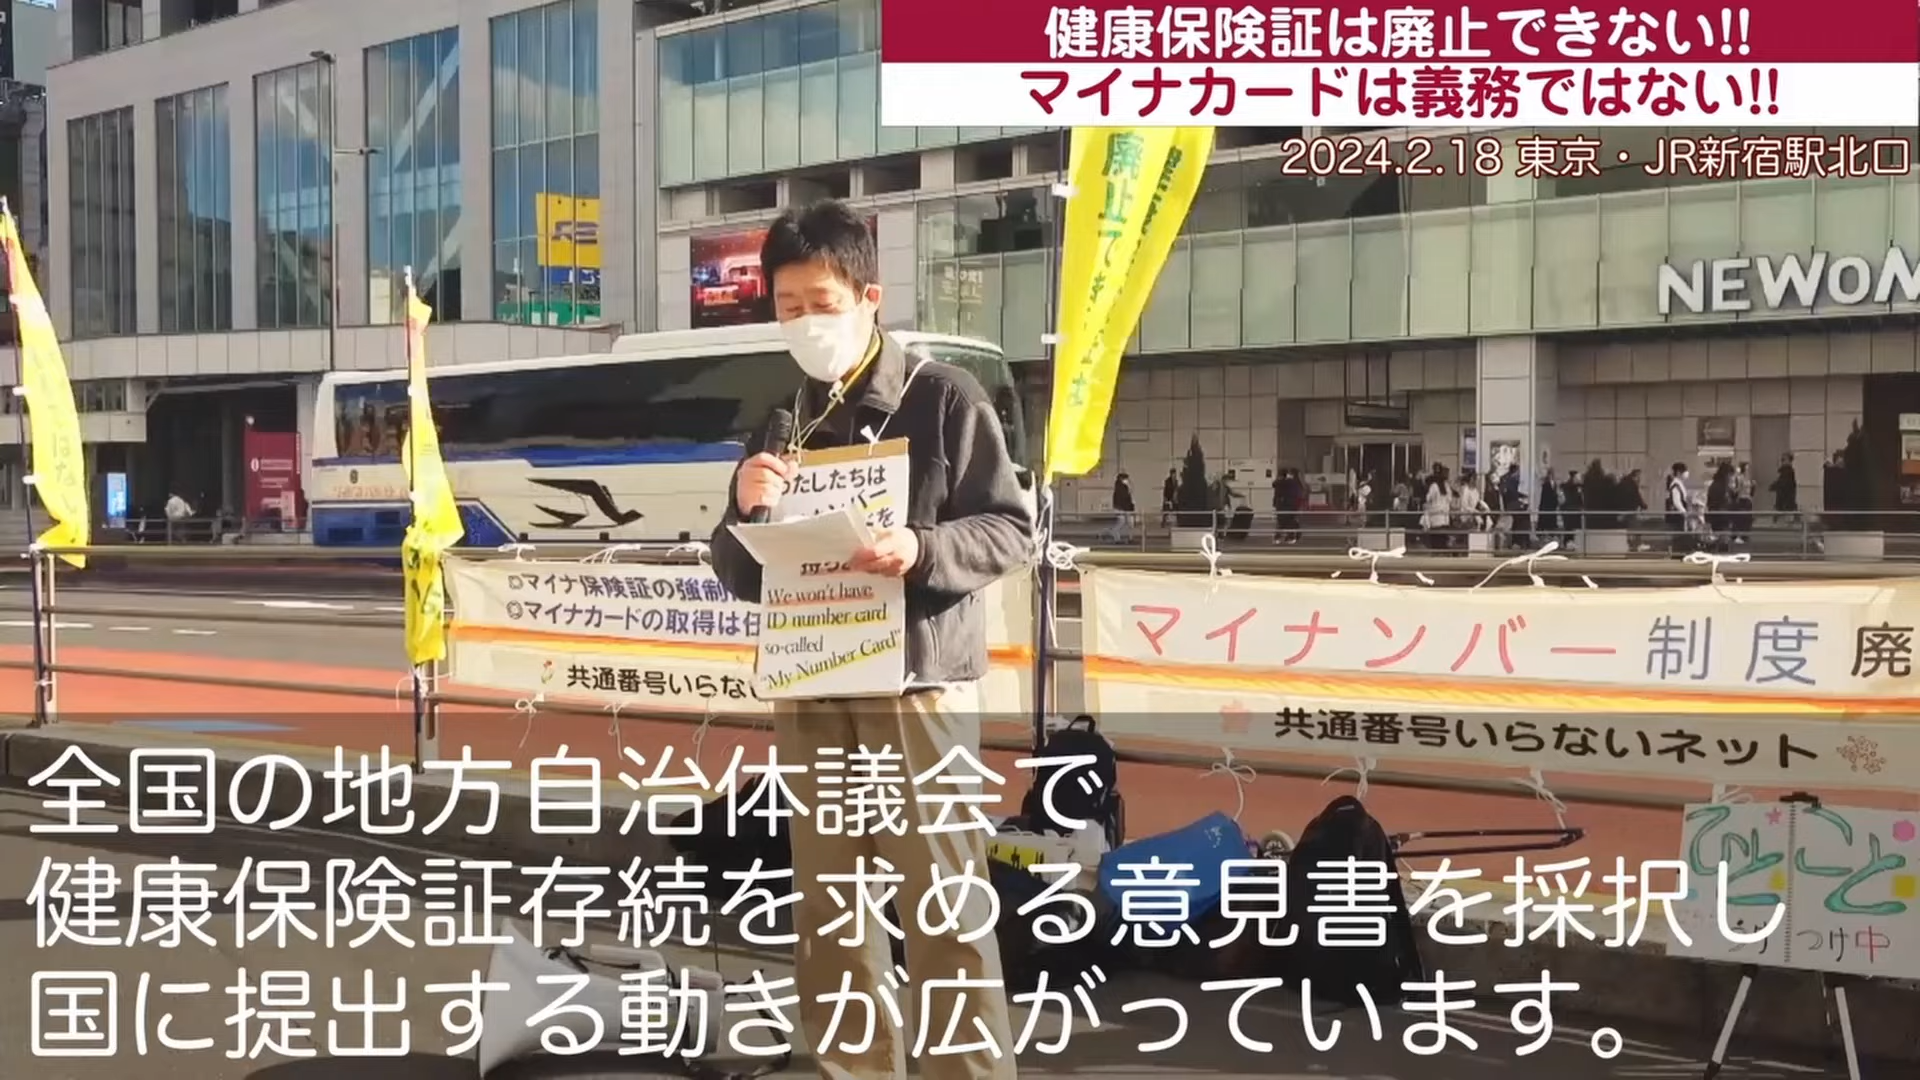 健康保険証は廃止できない!!
マイナカードは義務ではない!!
2024.2.18 東京・JR新宿駅北口
NEWoM
たしたちは
We won't have
ID number card
so-called
"My Number Card"
◎マイナ保険証の強制
◎マイナカードの取得は任
共通番号いらない
マイナンバー制度 廃
共通番号いらないネット
ひとこと
うけつけ中
全国の地方自治体議会で
健康保険証存続を求める意見書を採択し
国に提出する動きが広がっています。